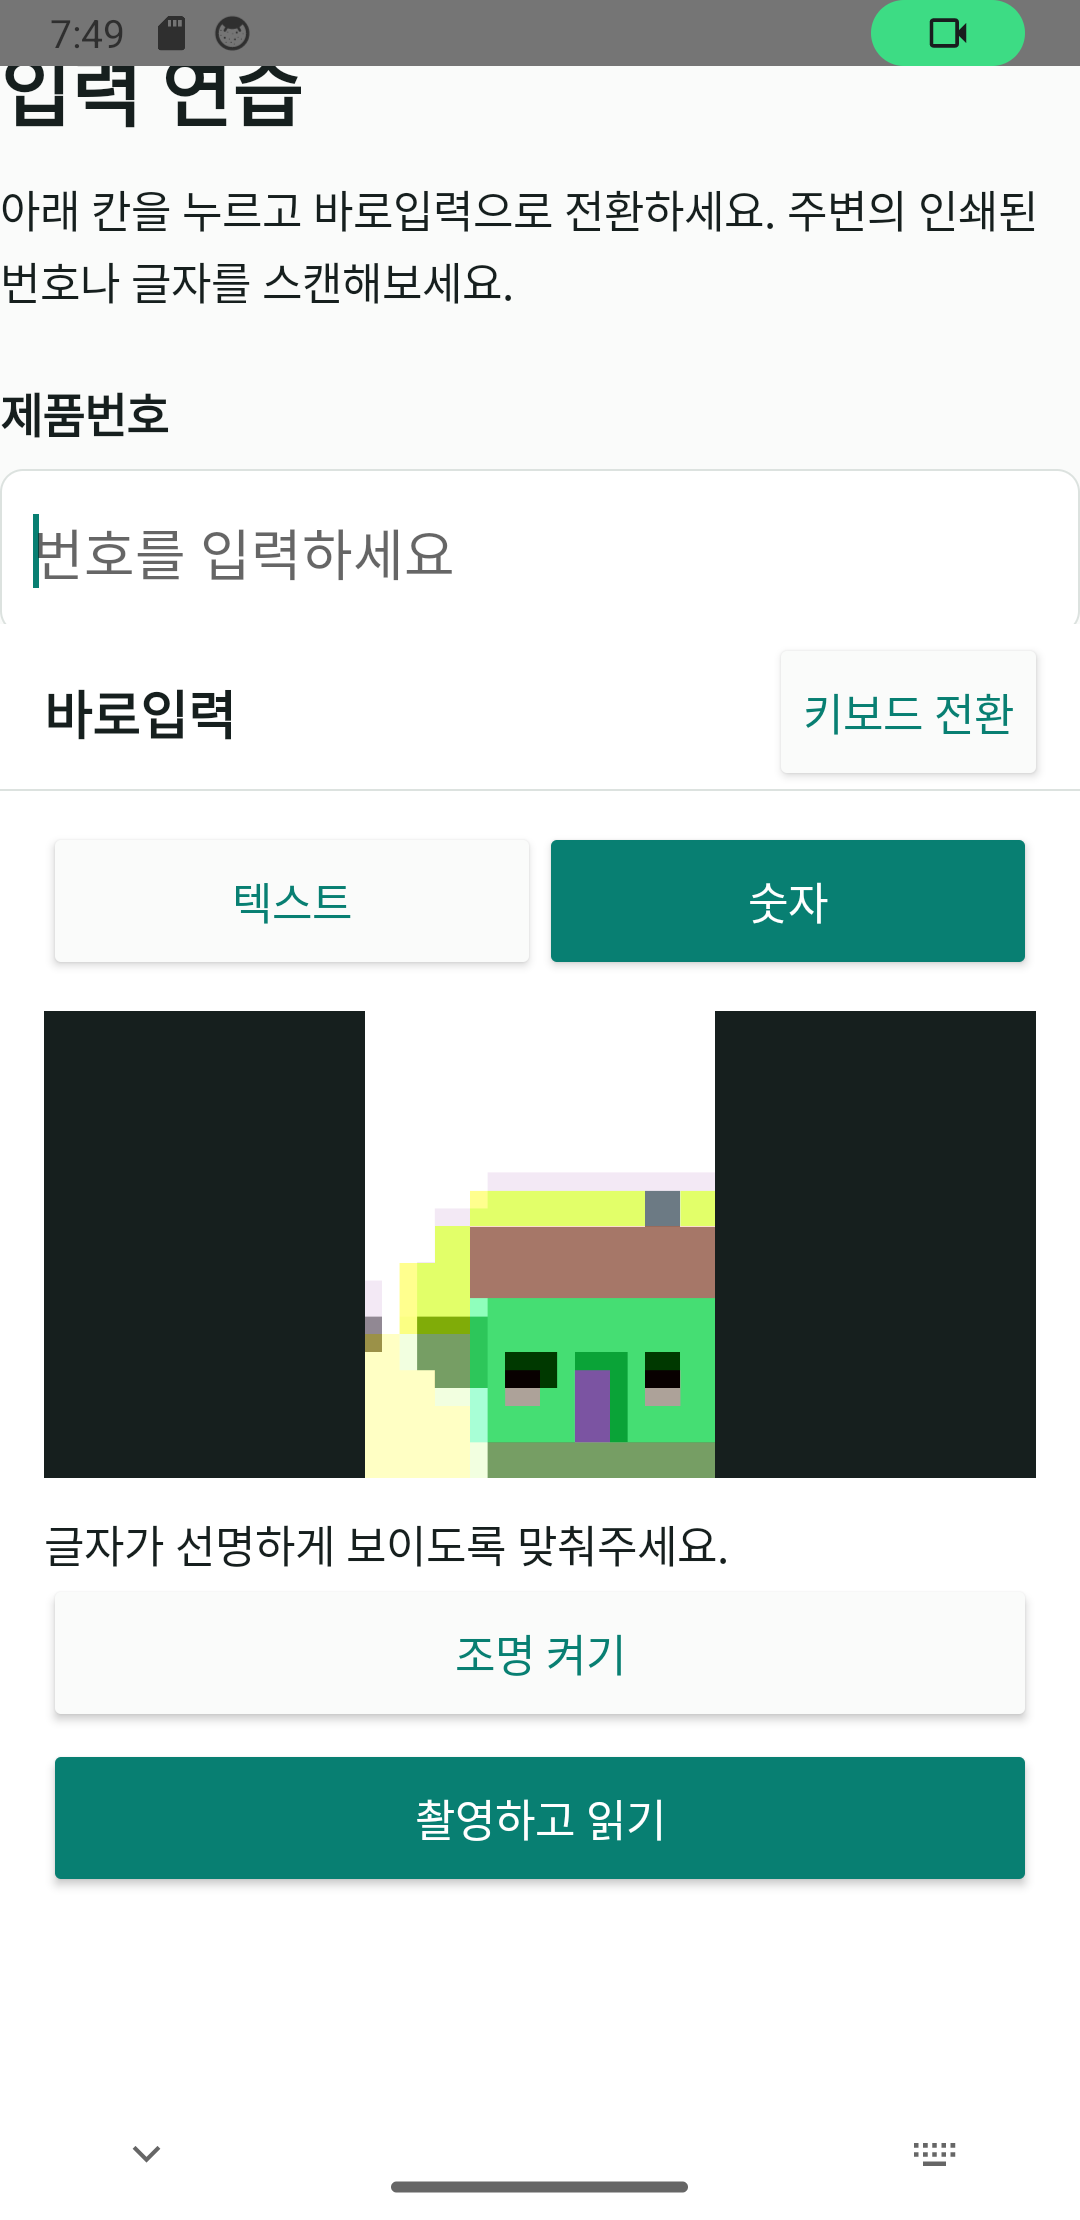 7:49
입력 연습
아래 칸을 누르고 바로입력으로 전환하세요. 주변의 인쇄된
번호나 글자를 스캔해보세요.
제품번호
번호를 입력하세요
바로입력
키보드 전환
텍스트
숫자
글자가 선명하게 보이도록 맞춰주세요.
조명 켜기
촬영하고 읽기